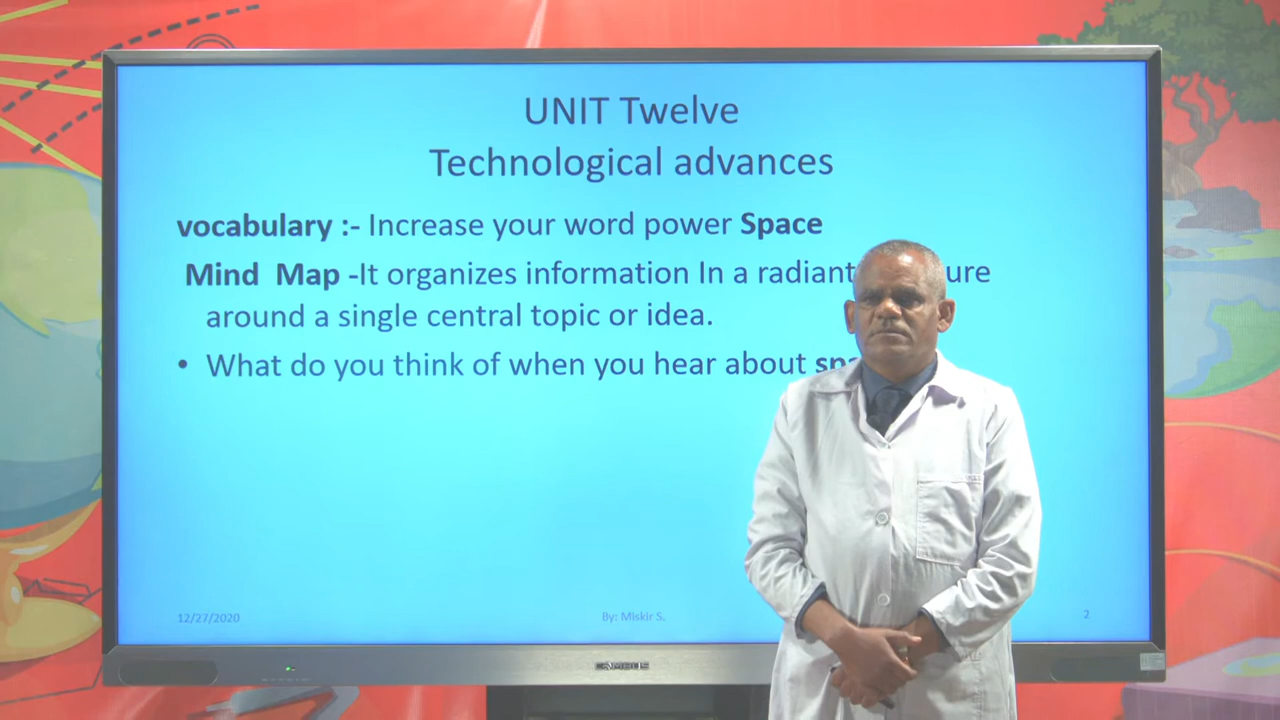 UNIT Twelve
Technological advances
vocabulary :- Increase your word power Space
Mind Map -It organizes information In a radiant ure
around a single central topic or idea.
• What do you think of when you hear about
12/27/2020
By: Miskir S.
2